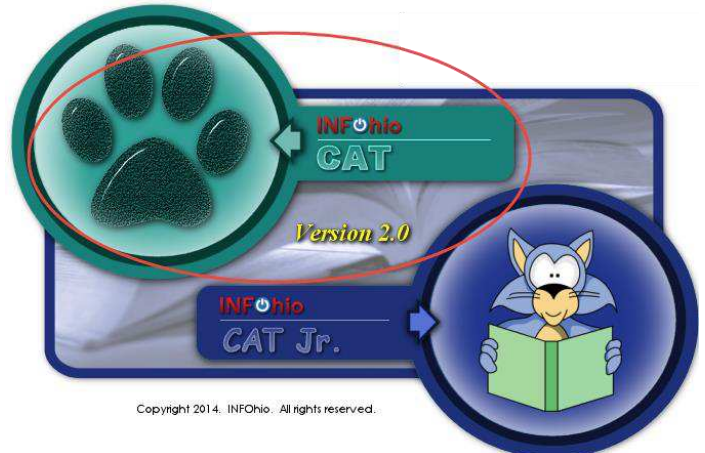 INFOhio
CAT
Version 2.0
INFOhio
CAT Jr.
Copyright 2014. INFOhio. All rights reserved.